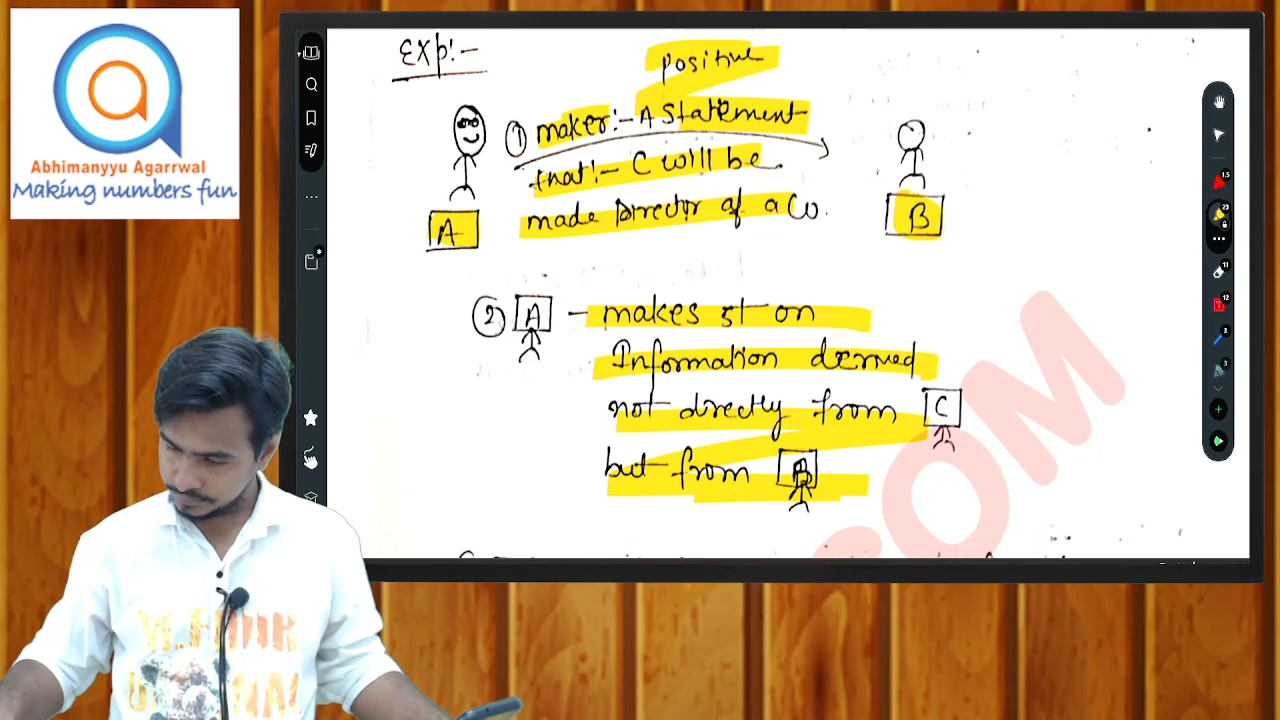 Abhimanyyu Agarrwal
Making numbers fun
Exp:-
positive
① maker:- A Statement
that:- C will be
made Director of a Co.
A
B
② A - makes st on
Information derived
not directly from C
but from B
COM